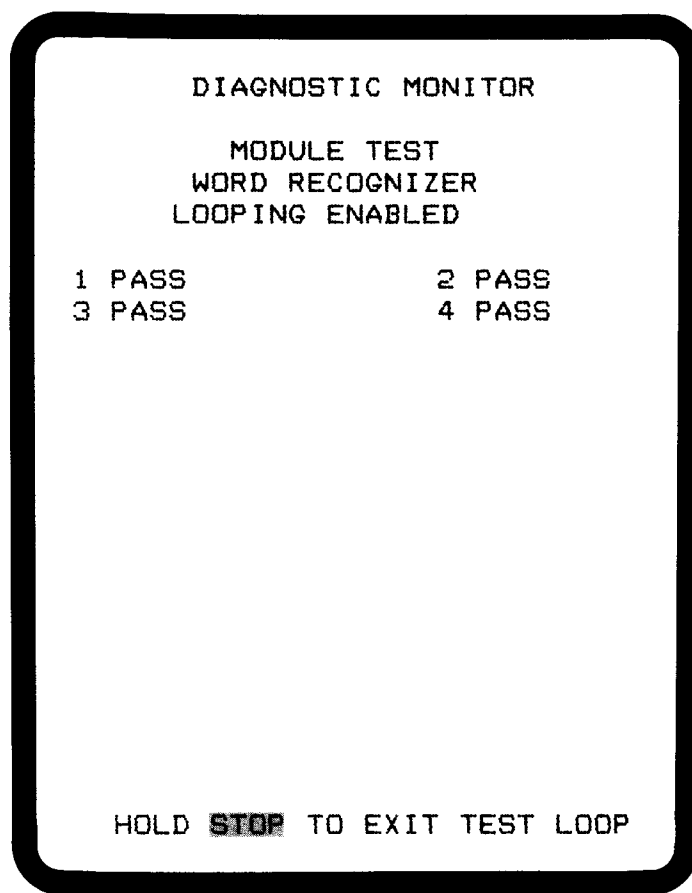 DIAGNOSTIC MONITOR
MODULE TEST
WORD RECOGNIZER
LOOPING ENABLED
1 PASS 2 PASS
3 PASS 4 PASS
HOLD STOP TO EXIT TEST LOOP